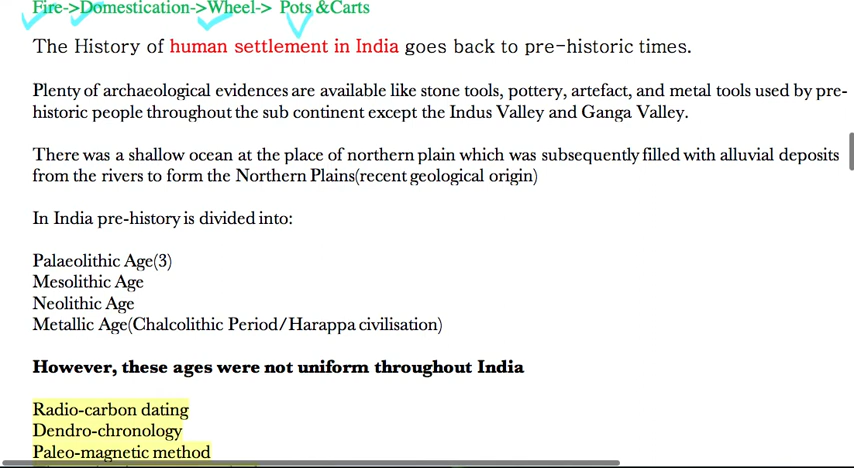 Fire->Domestication->Wheel-> Pots &Carts
The History of human settlement in India goes back to pre-historic times.
Plenty of archaeological evidences are available like stone tools, pottery, artefact, and metal tools used by pre-
historic people throughout the sub continent except the Indus Valley and Ganga Valley.
There was a shallow ocean at the place of northern plain which was subsequently filled with alluvial deposits
from the rivers to form the Northern Plains(recent geological origin)
In India pre-history is divided into:
Palaeolithic Age(3)
Mesolithic Age
Neolithic Age
Metallic Age(Chalcolithic Period/Harappa civilisation)
However, these ages were not uniform throughout India
Radio-carbon dating
Dendro-chronology
Paleo-magnetic method